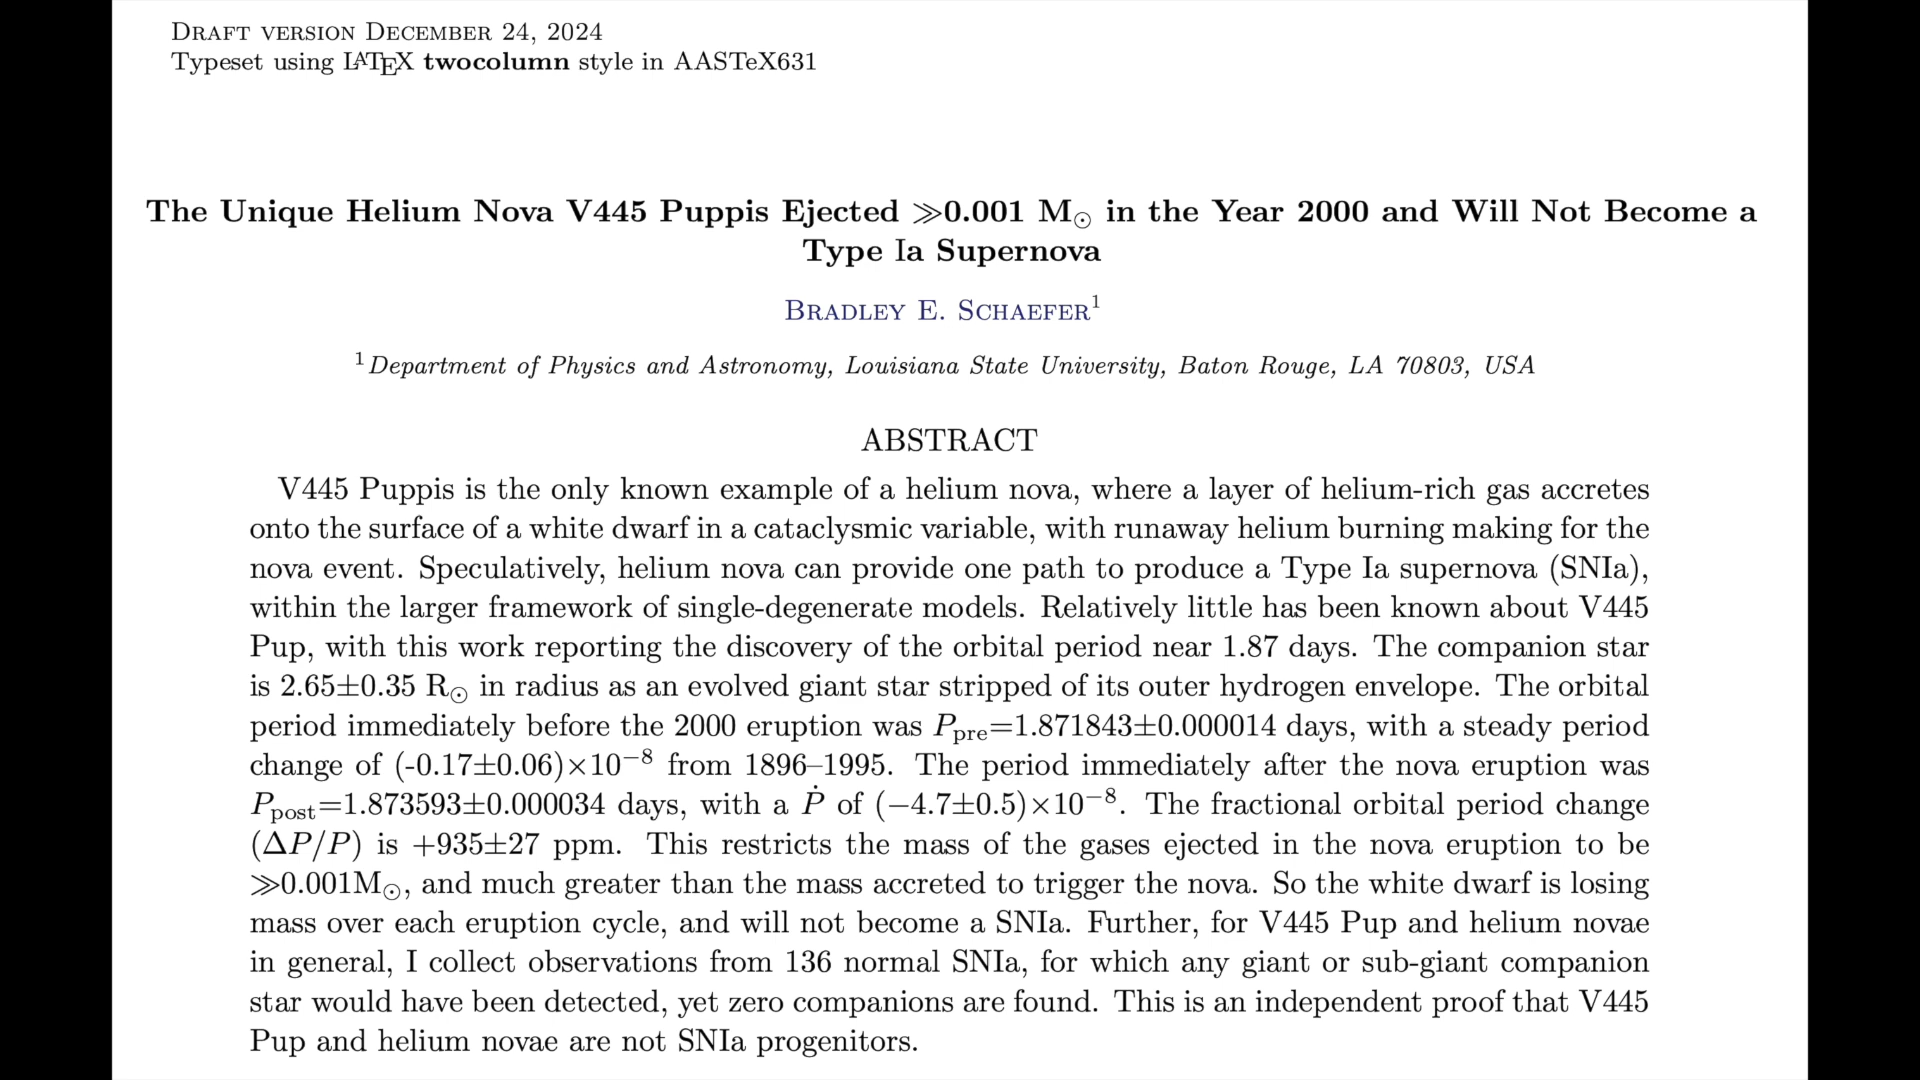 DRAFT VERSION DECEMBER 24, 2024
Typeset using LATEX twocolumn style in AASTeX631
The Unique Helium Nova V445 Puppis Ejected ≫0.001 M⊙ in the Year 2000 and Will Not Become a
Type Ia Supernova
BRADLEY E. SCHAEFER¹
¹Department of Physics and Astronomy, Louisiana State University, Baton Rouge, LA 70803, USA
ABSTRACT
V445 Puppis is the only known example of a helium nova, where a layer of helium-rich gas accretes
onto the surface of a white dwarf in a cataclysmic variable, with runaway helium burning making for the
nova event. Speculatively, helium nova can provide one path to produce a Type Ia supernova (SNIa),
within the larger framework of single-degenerate models. Relatively little has been known about V445
Pup, with this work reporting the discovery of the orbital period near 1.87 days. The companion star
is 2.65±0.35 R⊙ in radius as an evolved giant star stripped of its outer hydrogen envelope. The orbital
period immediately before the 2000 eruption was Ppre=1.871843±0.000014 days, with a steady period
change of (-0.17±0.06)×10⁻⁸ from 1896–1995. The period immediately after the nova eruption was
Ppost=1.873593±0.000034 days, with a Ṗ of (−4.7±0.5)×10⁻⁸. The fractional orbital period change
(ΔP/P) is +935±27 ppm. This restricts the mass of the gases ejected in the nova eruption to be
≫0.001M⊙, and much greater than the mass accreted to trigger the nova. So the white dwarf is losing
mass over each eruption cycle, and will not become a SNIa. Further, for V445 Pup and helium novae
in general, I collect observations from 136 normal SNIa, for which any giant or sub-giant companion
star would have been detected, yet zero companions are found. This is an independent proof that V445
Pup and helium novae are not SNIa progenitors.